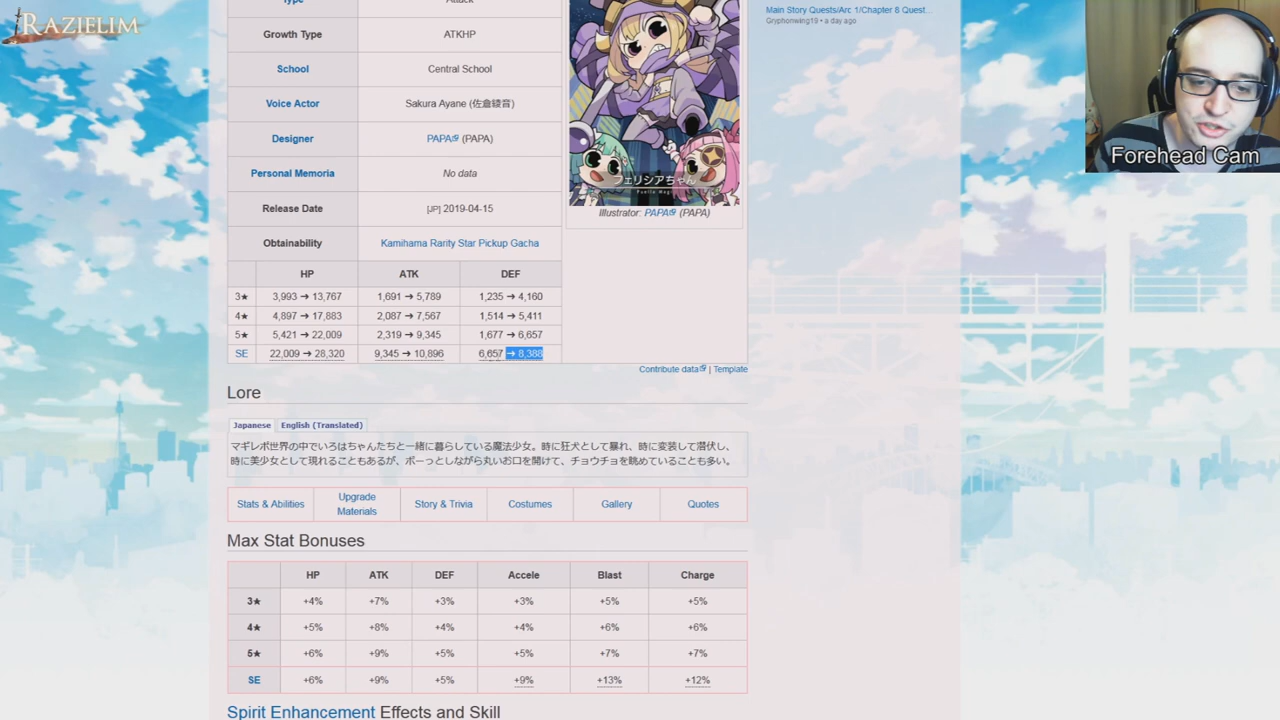 RAZIELIM
Main Story Quests/Arc 1/Chapter 8 Quest...
Gryphonwing19 • a day ago
Forehead Cam
Type Attack
Growth Type ATKHP
School Central School
Voice Actor Sakura Ayane (佐倉綾音)
Designer PAPA (PAPA)
Personal Memoria No data
Release Date [JP] 2019-04-15
Obtainability Kamihama Rarity Star Pickup Gacha
フェリシアちゃん
Illustrator: PAPA (PAPA)
HP ATK DEF
3★ 3,993 ➔ 13,767 1,691 ➔ 5,789 1,235 ➔ 4,160
4★ 4,897 ➔ 17,883 2,087 ➔ 7,567 1,514 ➔ 5,411
5★ 5,421 ➔ 22,009 2,319 ➔ 9,345 1,677 ➔ 6,657
SE 22,009 ➔ 28,320 9,345 ➔ 10,896 6,657 ➔ 8,388
Contribute data | Template
Lore
Japanese English (Translated)
マギレポ世界の中でいろはちゃんたちと一緒に暮らしている魔法少女。時に狂犬として暴れ、時に変装して潜伏し、
時に美少女として現れることもあるが、ボーっとしながら丸いお口を開けて、チョウチョを眺めていることも多い。
Stats & Abilities Upgrade Materials Story & Trivia Costumes Gallery Quotes
Max Stat Bonuses
HP ATK DEF Accele Blast Charge
3★ +4% +7% +3% +3% +5% +5%
4★ +5% +8% +4% +4% +6% +6%
5★ +6% +9% +5% +5% +7% +7%
SE +6% +9% +5% +9% +13% +12%
Spirit Enhancement Effects and Skill